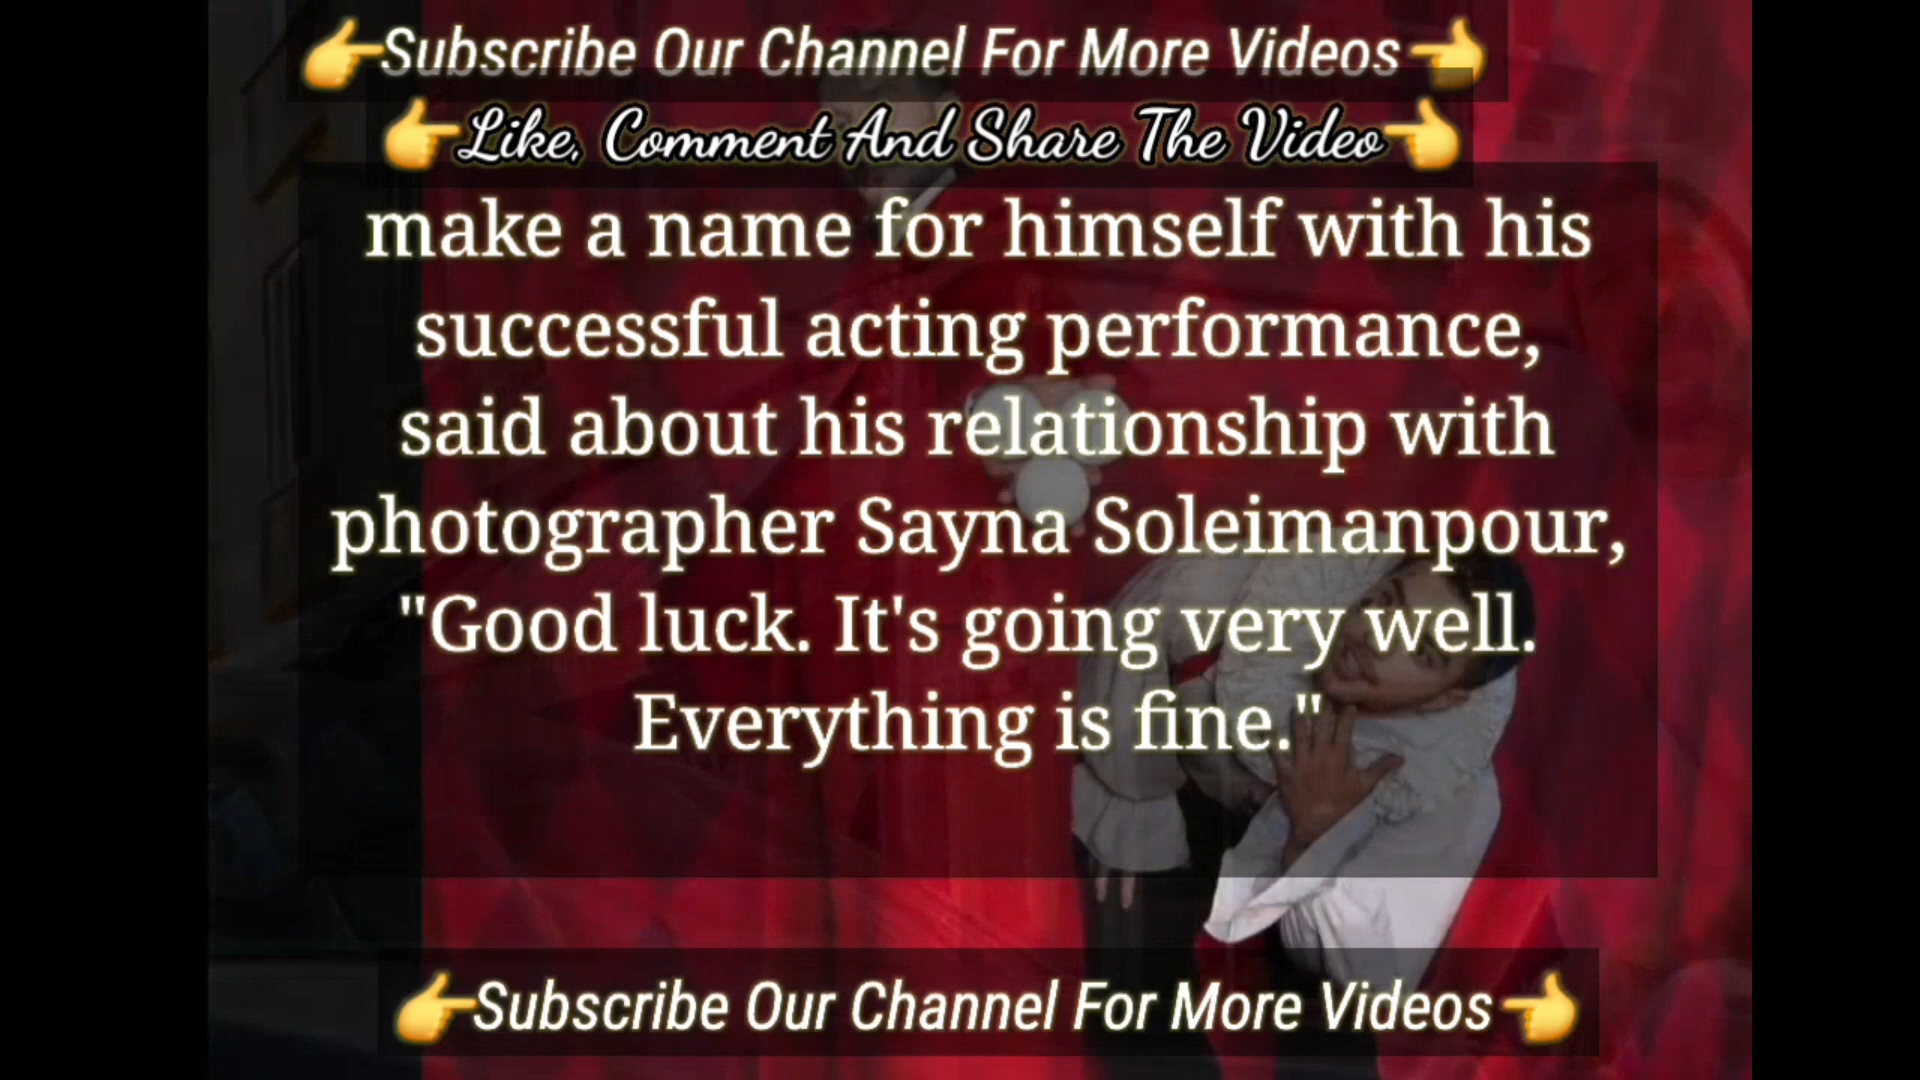 👉Subscribe Our Channel For More Videos👈
👉Like, Comment And Share The Video👈
make a name for himself with his
successful acting performance,
said about his relationship with
photographer Sayna Soleimanpour,
"Good luck. It's going very well.
Everything is fine."
👉Subscribe Our Channel For More Videos👈